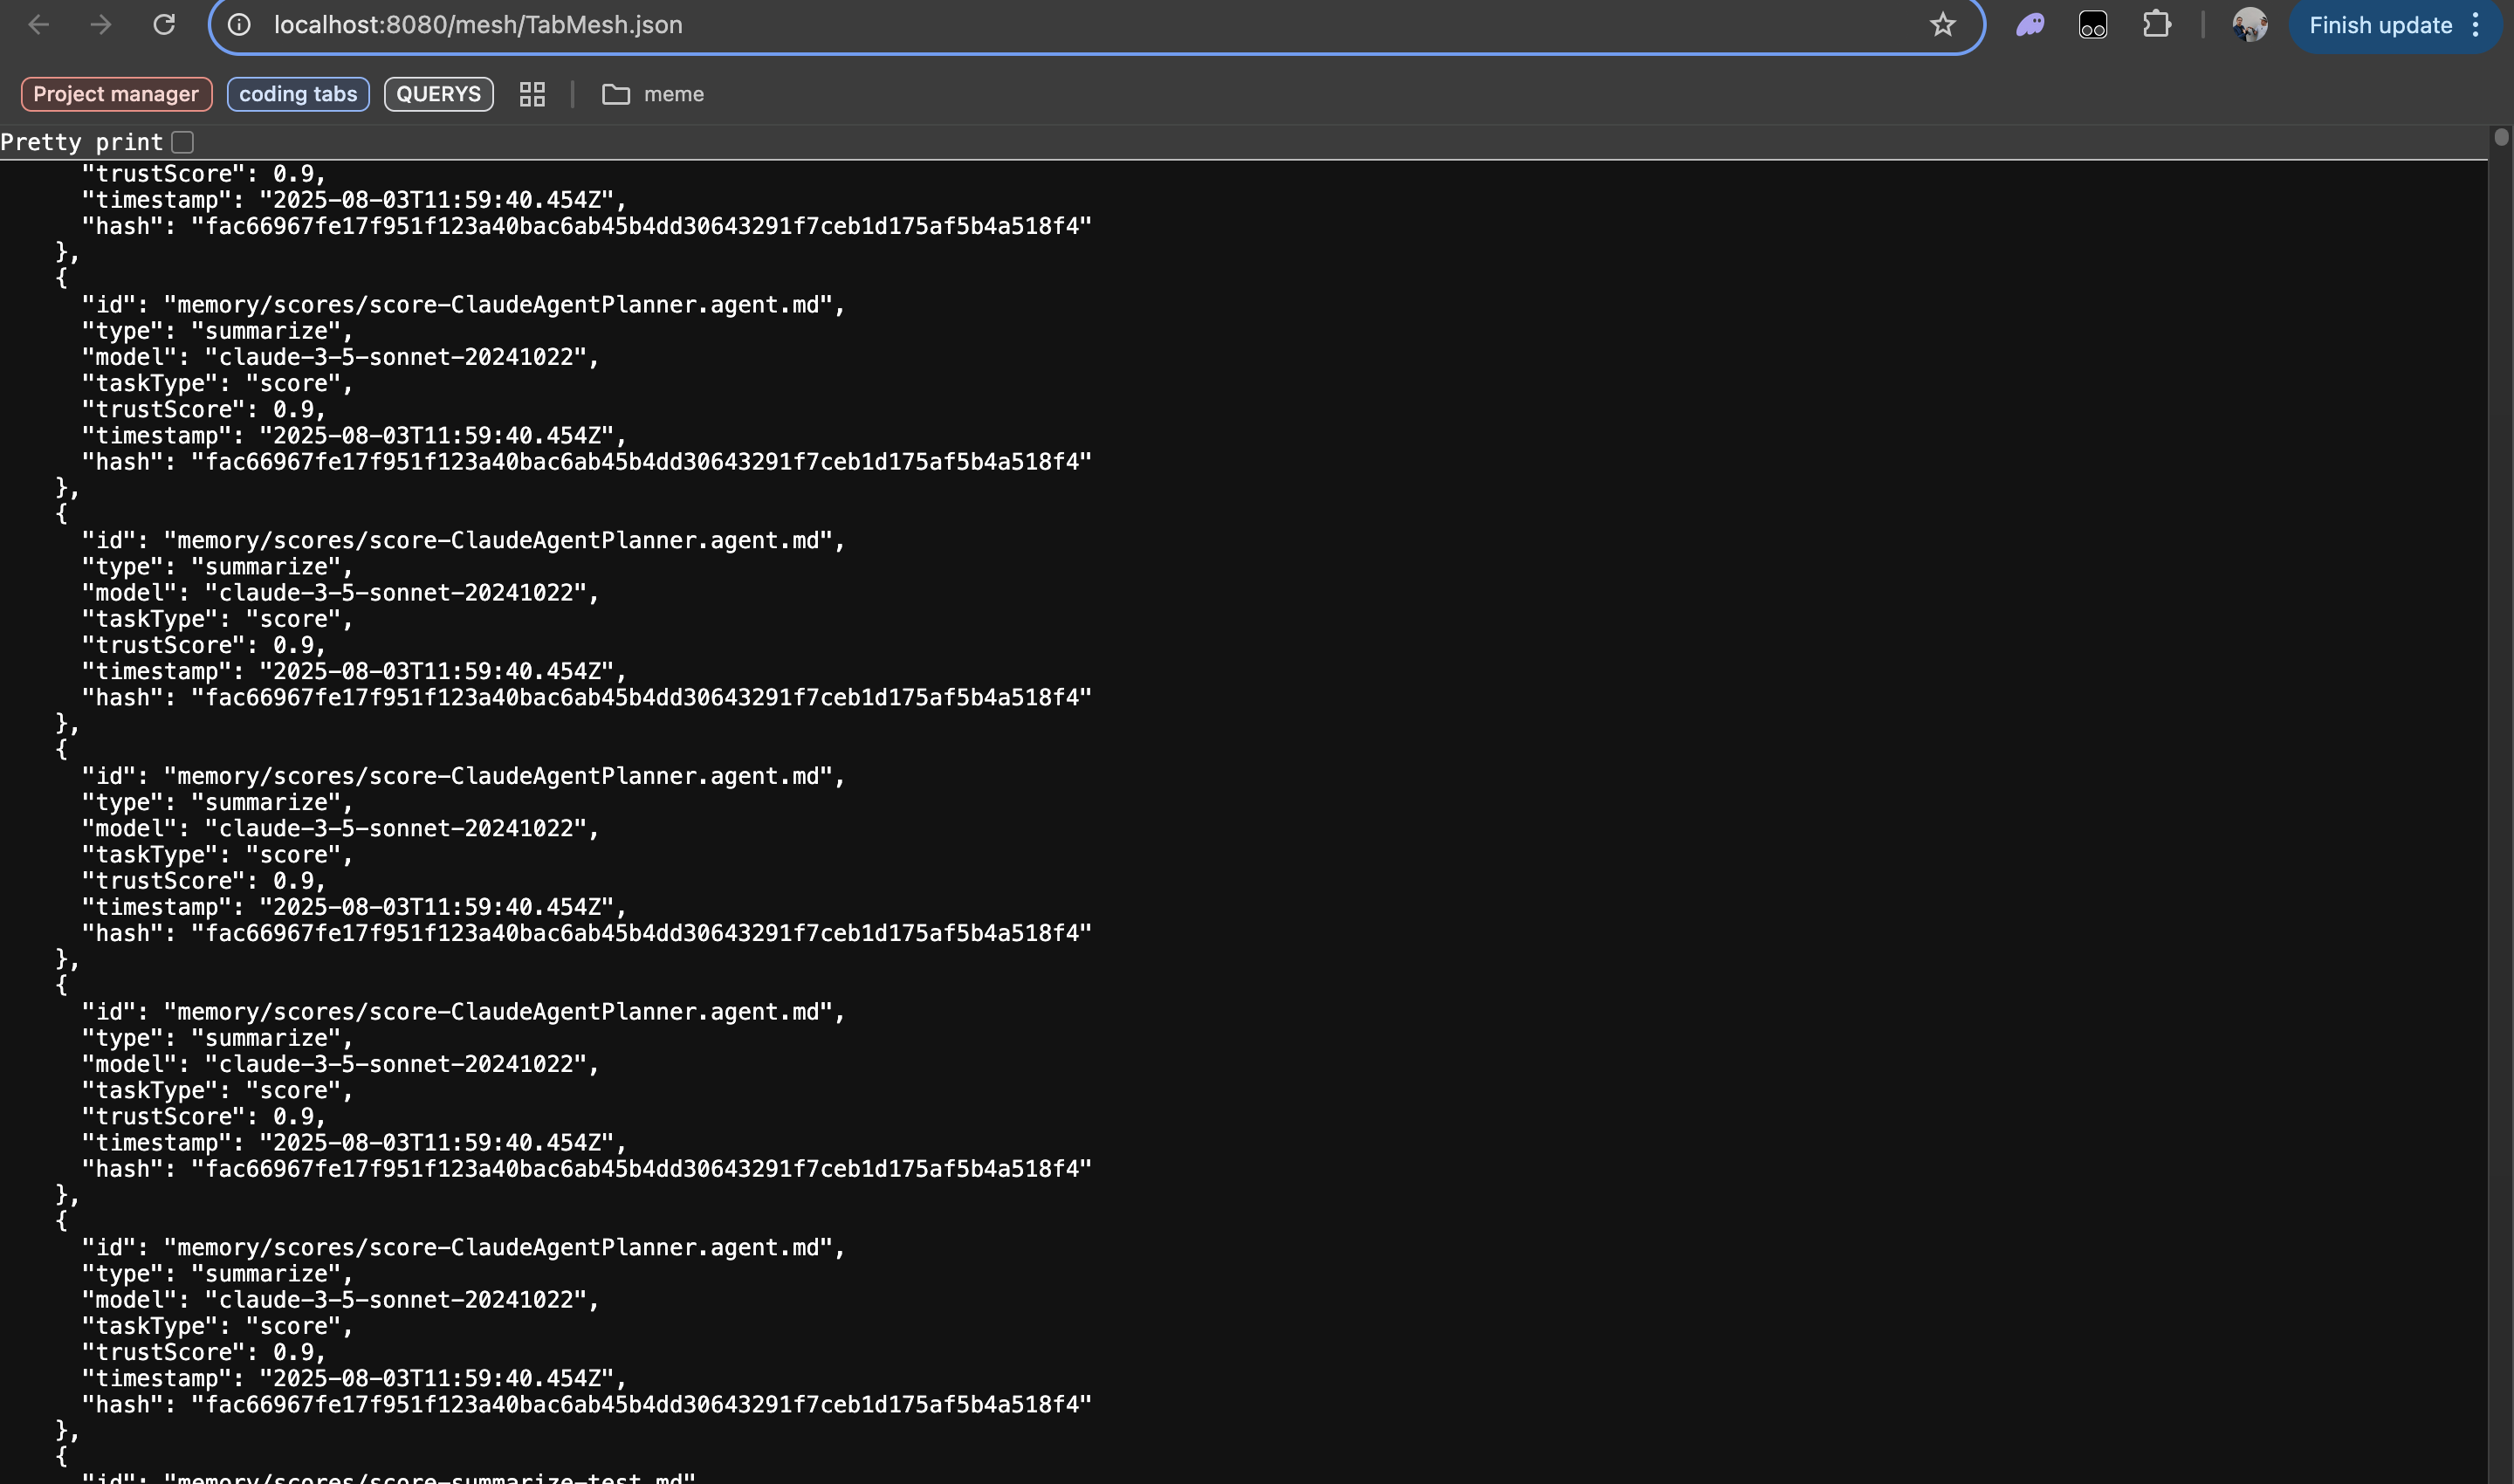 localhost:8080/mesh/TabMesh.json
Finish update
Project manager
coding tabs
QUERYS
meme
Pretty print
"trustScore": 0.9,
"timestamp": "2025-08-03T11:59:40.454Z",
"hash": "fac66967fe17f951f123a40bac6ab45b4dd30643291f7ceb1d175af5b4a518f4"
},
{
"id": "memory/scores/score-ClaudeAgentPlanner.agent.md",
"type": "summarize",
"model": "claude-3-5-sonnet-20241022",
"taskType": "score",
"trustScore": 0.9,
"timestamp": "2025-08-03T11:59:40.454Z",
"hash": "fac66967fe17f951f123a40bac6ab45b4dd30643291f7ceb1d175af5b4a518f4"
},
{
"id": "memory/scores/score-ClaudeAgentPlanner.agent.md",
"type": "summarize",
"model": "claude-3-5-sonnet-20241022",
"taskType": "score",
"trustScore": 0.9,
"timestamp": "2025-08-03T11:59:40.454Z",
"hash": "fac66967fe17f951f123a40bac6ab45b4dd30643291f7ceb1d175af5b4a518f4"
},
{
"id": "memory/scores/score-ClaudeAgentPlanner.agent.md",
"type": "summarize",
"model": "claude-3-5-sonnet-20241022",
"taskType": "score",
"trustScore": 0.9,
"timestamp": "2025-08-03T11:59:40.454Z",
"hash": "fac66967fe17f951f123a40bac6ab45b4dd30643291f7ceb1d175af5b4a518f4"
},
{
"id": "memory/scores/score-ClaudeAgentPlanner.agent.md",
"type": "summarize",
"model": "claude-3-5-sonnet-20241022",
"taskType": "score",
"trustScore": 0.9,
"timestamp": "2025-08-03T11:59:40.454Z",
"hash": "fac66967fe17f951f123a40bac6ab45b4dd30643291f7ceb1d175af5b4a518f4"
},
{
"id": "memory/scores/score-ClaudeAgentPlanner.agent.md",
"type": "summarize",
"model": "claude-3-5-sonnet-20241022",
"taskType": "score",
"trustScore": 0.9,
"timestamp": "2025-08-03T11:59:40.454Z",
"hash": "fac66967fe17f951f123a40bac6ab45b4dd30643291f7ceb1d175af5b4a518f4"
},
{
"id": "memory/scores/score-summarize-test.md"